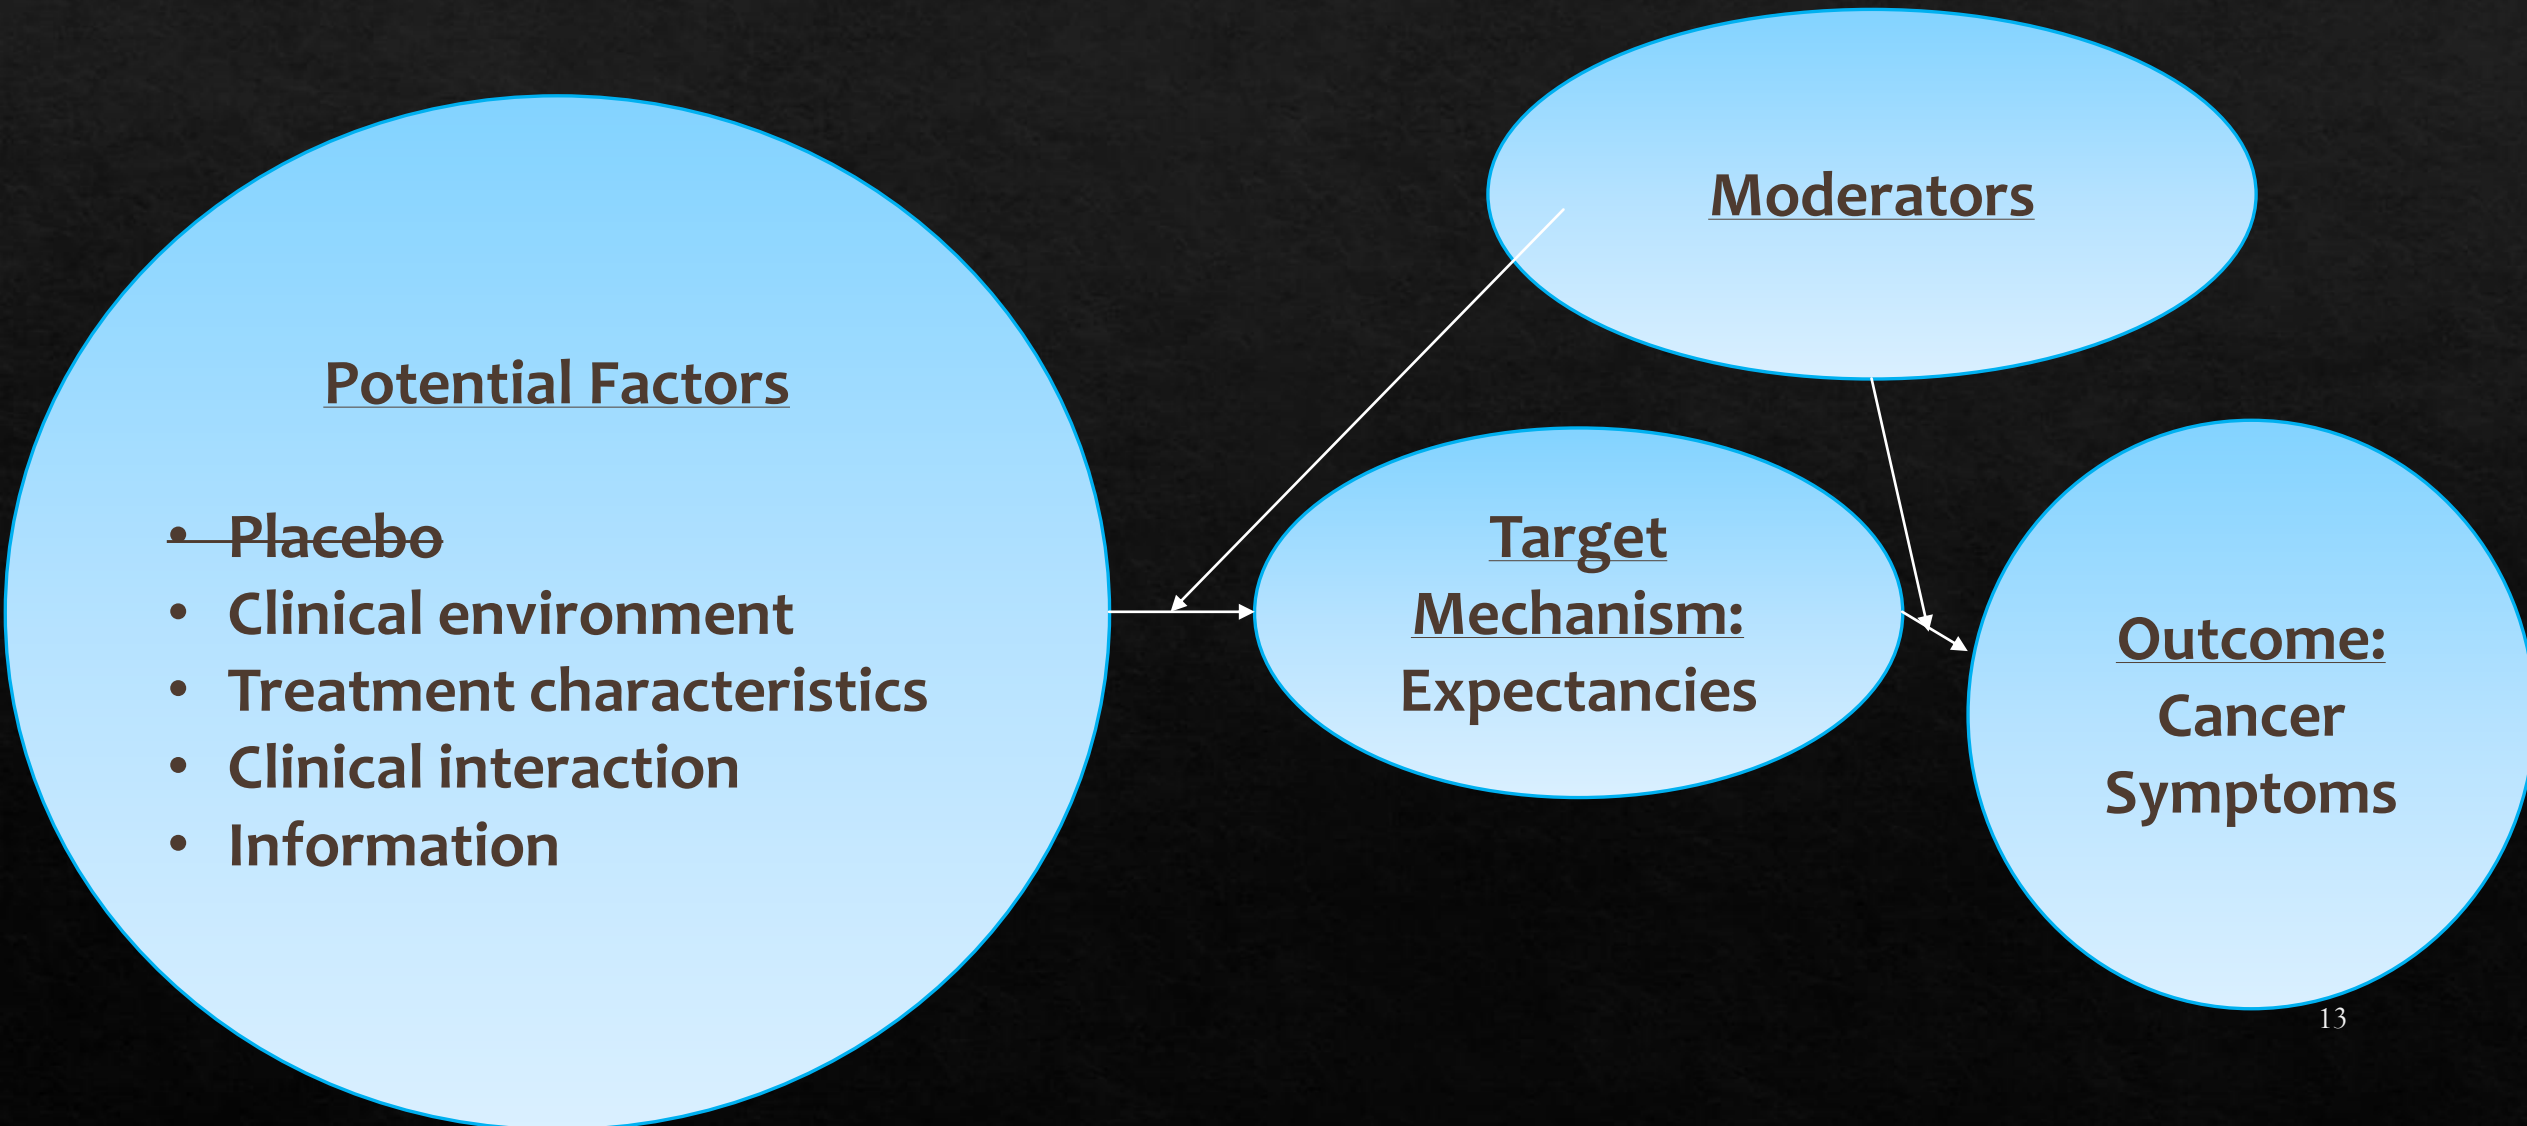 Potential Factors
• Placebo
• Clinical environment
• Treatment characteristics
• Clinical interaction
• Information
Moderators
Target
Mechanism:
Expectancies
Outcome:
Cancer
Symptoms
13